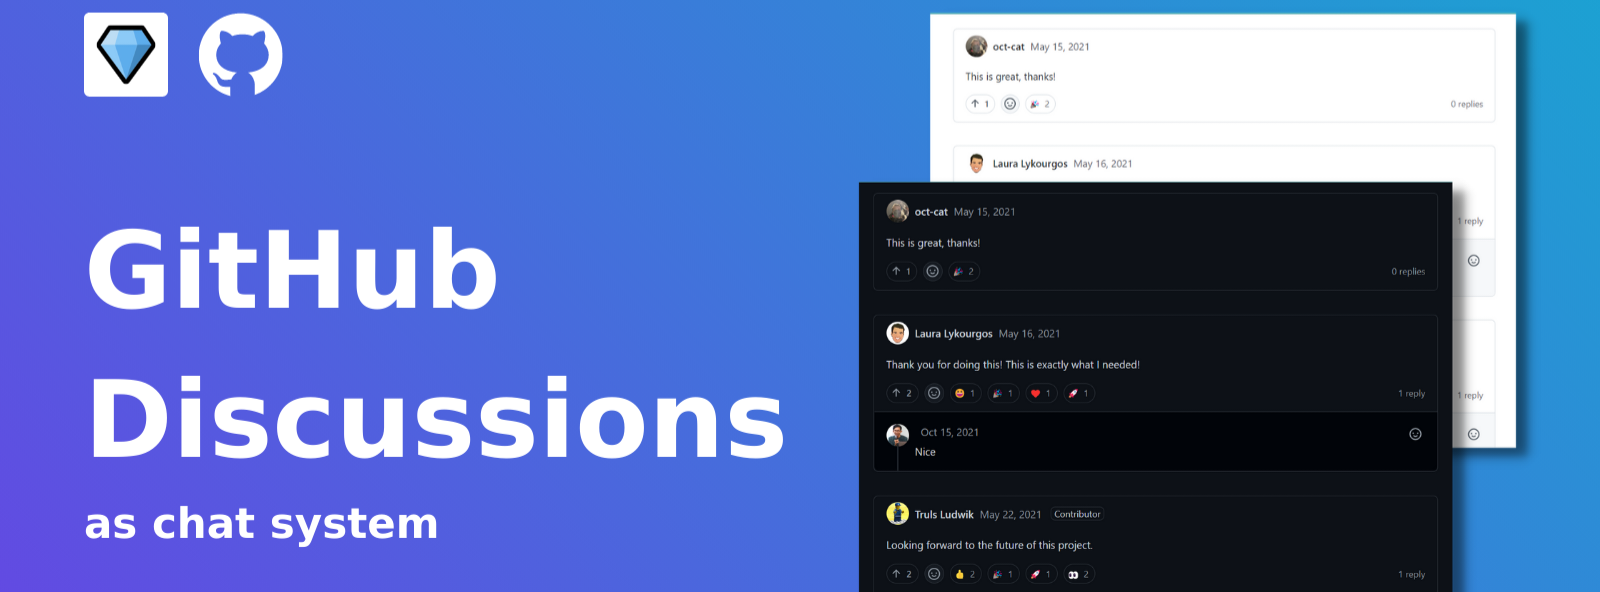 GitHub
Discussions
as chat system
oct-cat May 15, 2021
This is great, thanks!
1 2 0 replies
Laura Lykourgos May 16, 2021
1 reply
1 reply
oct-cat May 15, 2021
This is great, thanks!
1 2 0 replies
Laura Lykourgos May 16, 2021
Thank you for doing this! This is exactly what I needed!
2 1 1 1 1 1 reply
Oct 15, 2021
Nice
Truls Ludwik May 22, 2021 Contributor
Looking forward to the future of this project.
2 2 1 1 2 1 reply